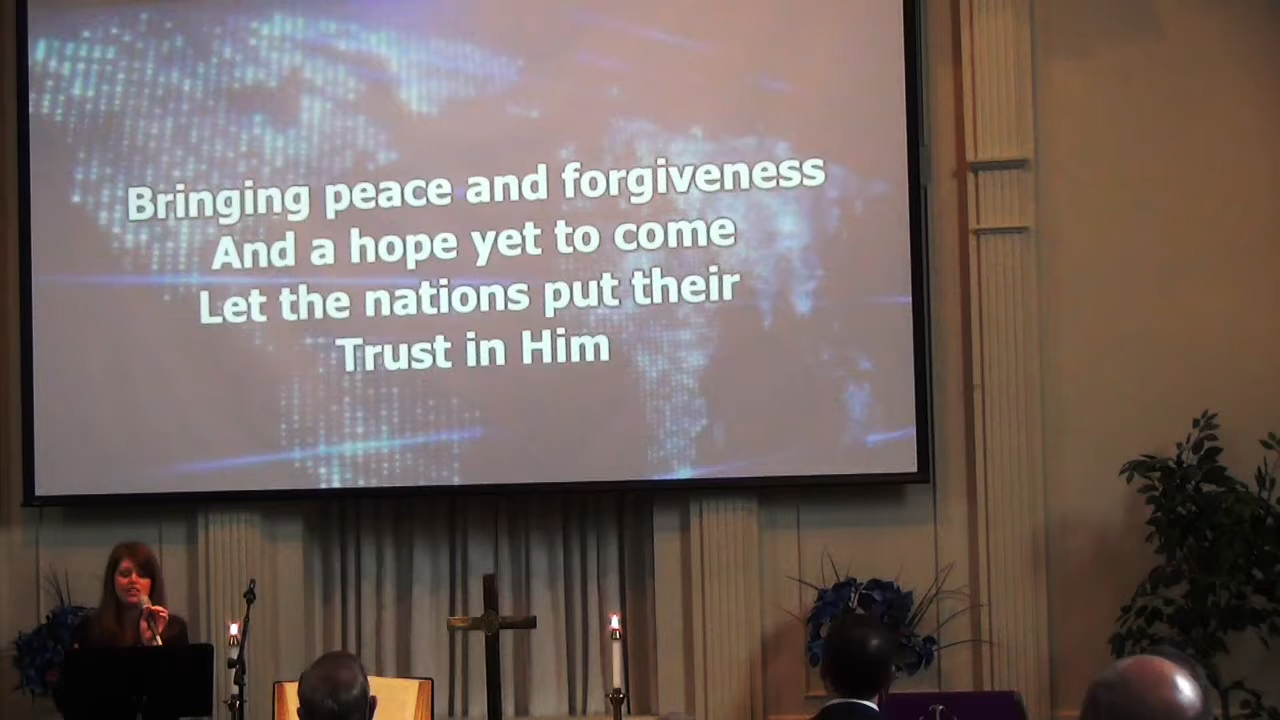 Bringing peace and forgiveness
And a hope yet to come
Let the nations put their
Trust in Him